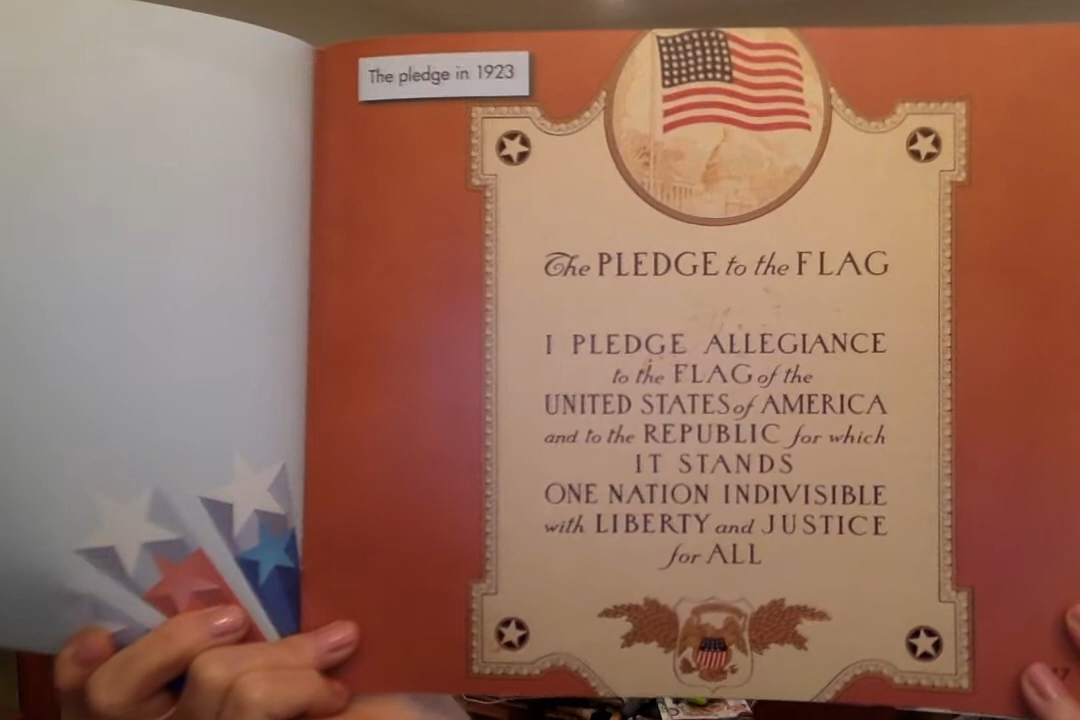 The pledge in 1923
The PLEDGE to the FLAG
I PLEDGE ALLEGIANCE
to the FLAG of the
UNITED STATES of AMERICA
and to the REPUBLIC for which
IT STANDS
ONE NATION INDIVISIBLE
with LIBERTY and JUSTICE
for ALL